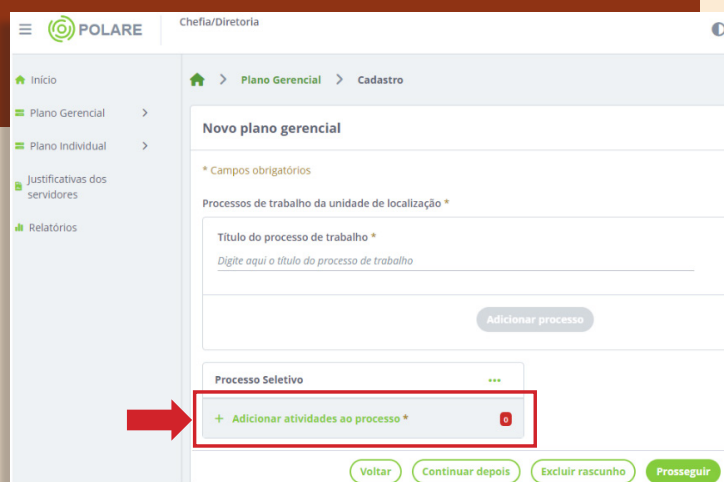 POLARE
Chefia/Diretoria
Início
Plano Gerencial
Plano Individual
Justificativas dos
servidores
Relatórios
Plano Gerencial > Cadastro
Novo plano gerencial
* Campos obrigatórios
Processos de trabalho da unidade de localização *
Título do processo de trabalho *
Digite aqui o título do processo de trabalho
Adicionar processo
Processo Seletivo
+ Adicionar atividades ao processo *
0
Voltar
Continuar depois
Excluir rascunho
Prosseguir